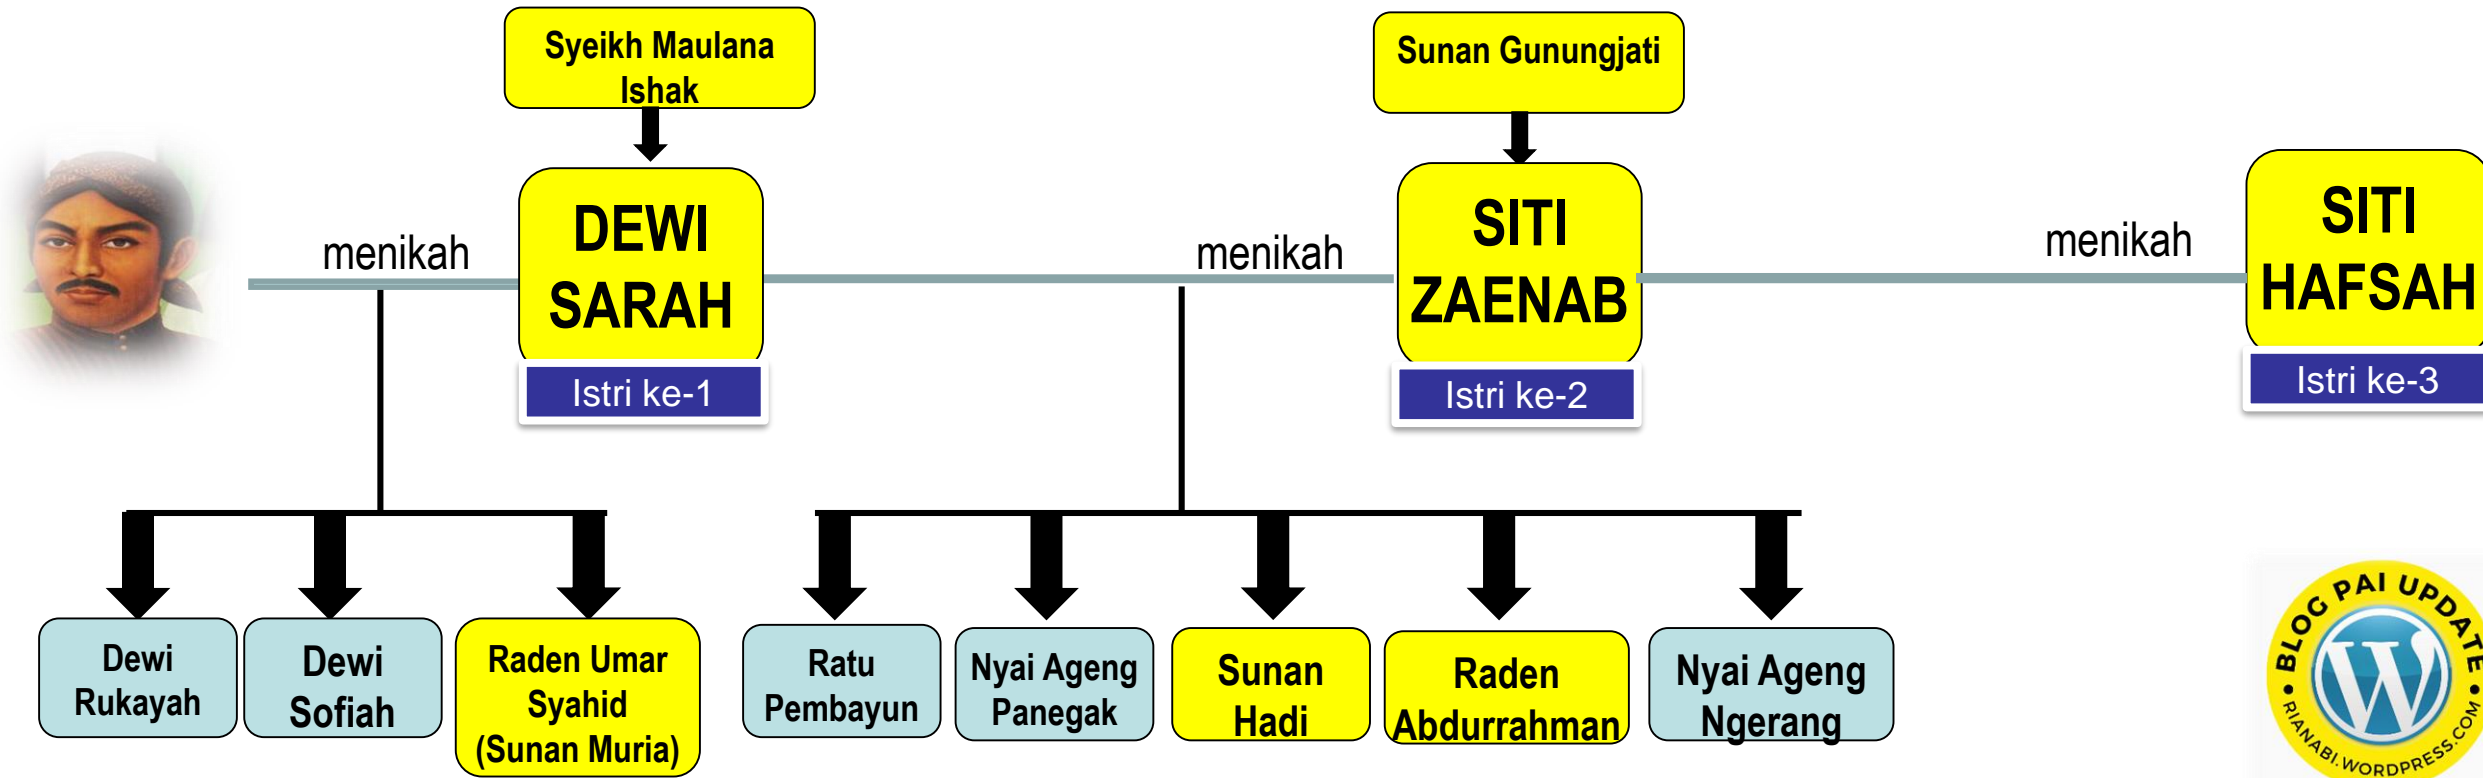 Syeikh Maulana
Ishak
Sunan Gunungjati
menikah
DEWI
SARAH
Istri ke-1
menikah
SITI
ZAENAB
Istri ke-2
menikah
SITI
HAFSAH
Istri ke-3
Dewi
Rukayah
Dewi
Sofiah
Raden Umar
Syahid
(Sunan Muria)
Ratu
Pembayun
Nyai Ageng
Panegak
Sunan
Hadi
Raden
Abdurrahman
Nyai Ageng
Ngerang
BLOG PAI UPDATE
RIANABI.WORDPRESS.COM